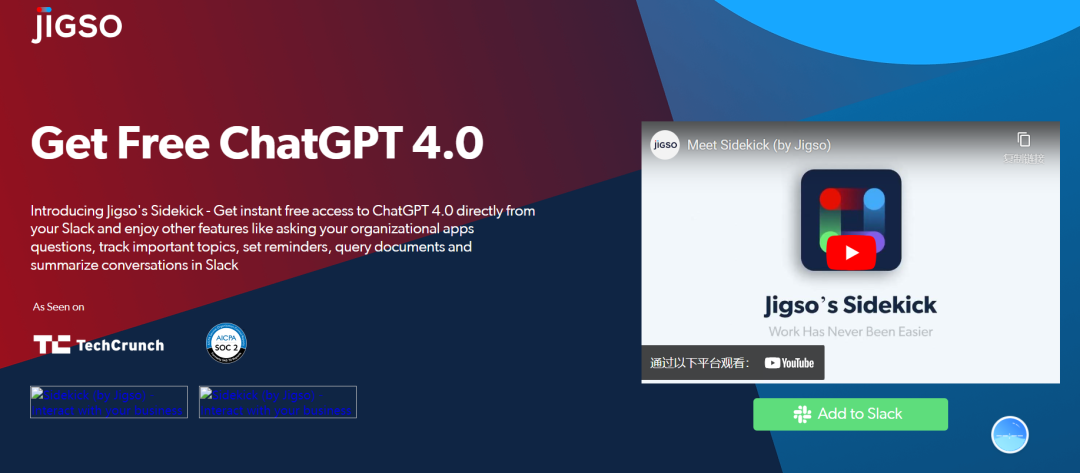 JIGSO
Get Free ChatGPT 4.0
Introducing Jigso's Sidekick - Get instant free access to ChatGPT 4.0 directly from
your Slack and enjoy other features like asking your organizational apps
questions, track important topics, set reminders, query documents and
summarize conversations in Slack
As Seen on
TechCrunch
AICPA
SOC 2
Sidekick (by Jigso)
interact with your business
Sidekick (by Jigso)
interact with your business
JIGSO
Meet Sidekick (by Jigso)
复制链接
Jigso's Sidekick
Work Has Never Been Easier
通过以下平台观看：
YouTube
Add to Slack